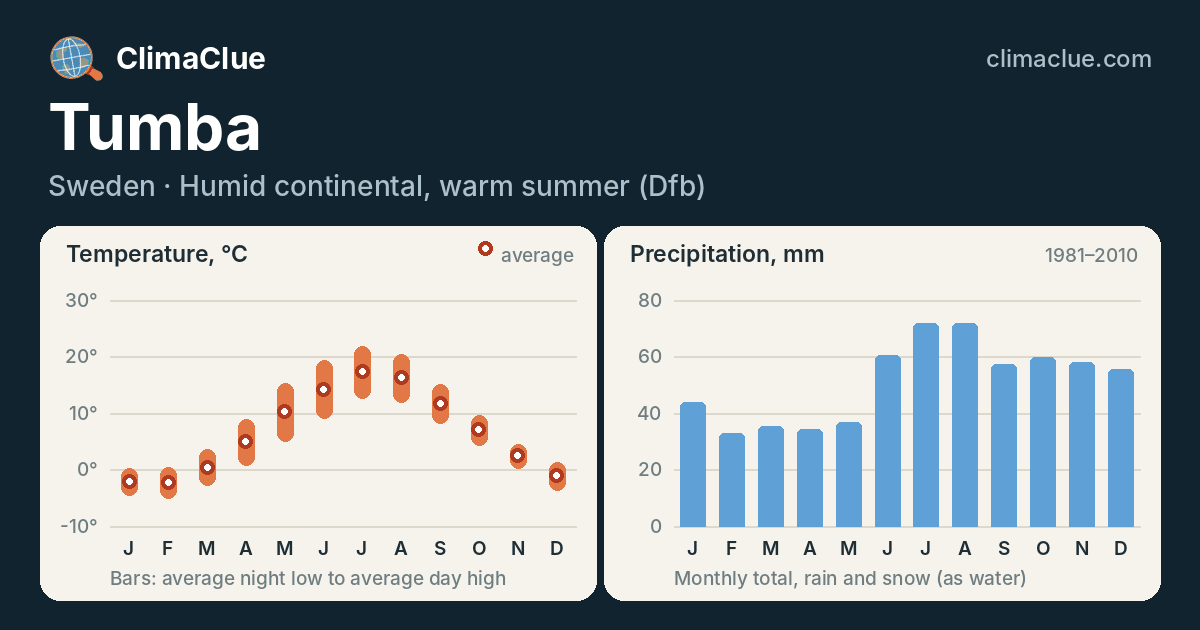 ClimaClue
climaclue.com
Tumba
Sweden · Humid continental, warm summer (Dfb)
Temperature, °C
average
30°
20°
10°
0°
-10°
J F M A M J J A S O N D
Bars: average night low to average day high
Precipitation, mm
1981–2010
80
60
40
20
0
J F M A M J J A S O N D
Monthly total, rain and snow (as water)